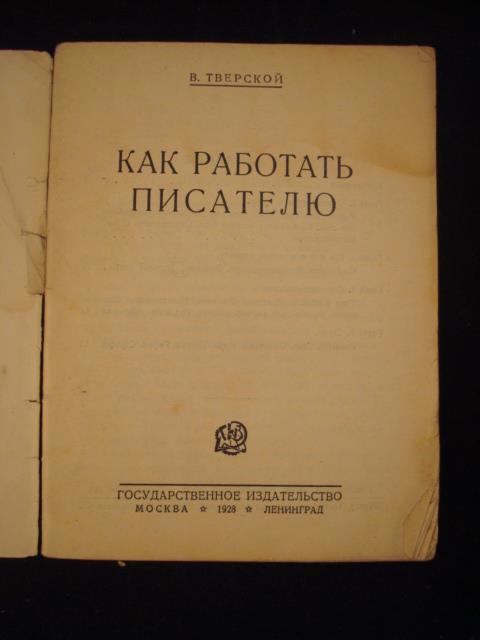 В. ТВЕРСКОЙ
КАК РАБОТАТЬ
ПИСАТЕЛЮ
ГОСУДАРСТВЕННОЕ ИЗДАТЕЛЬСТВО
МОСКВА ☆ 1928 ☆ ЛЕНИНГРАД